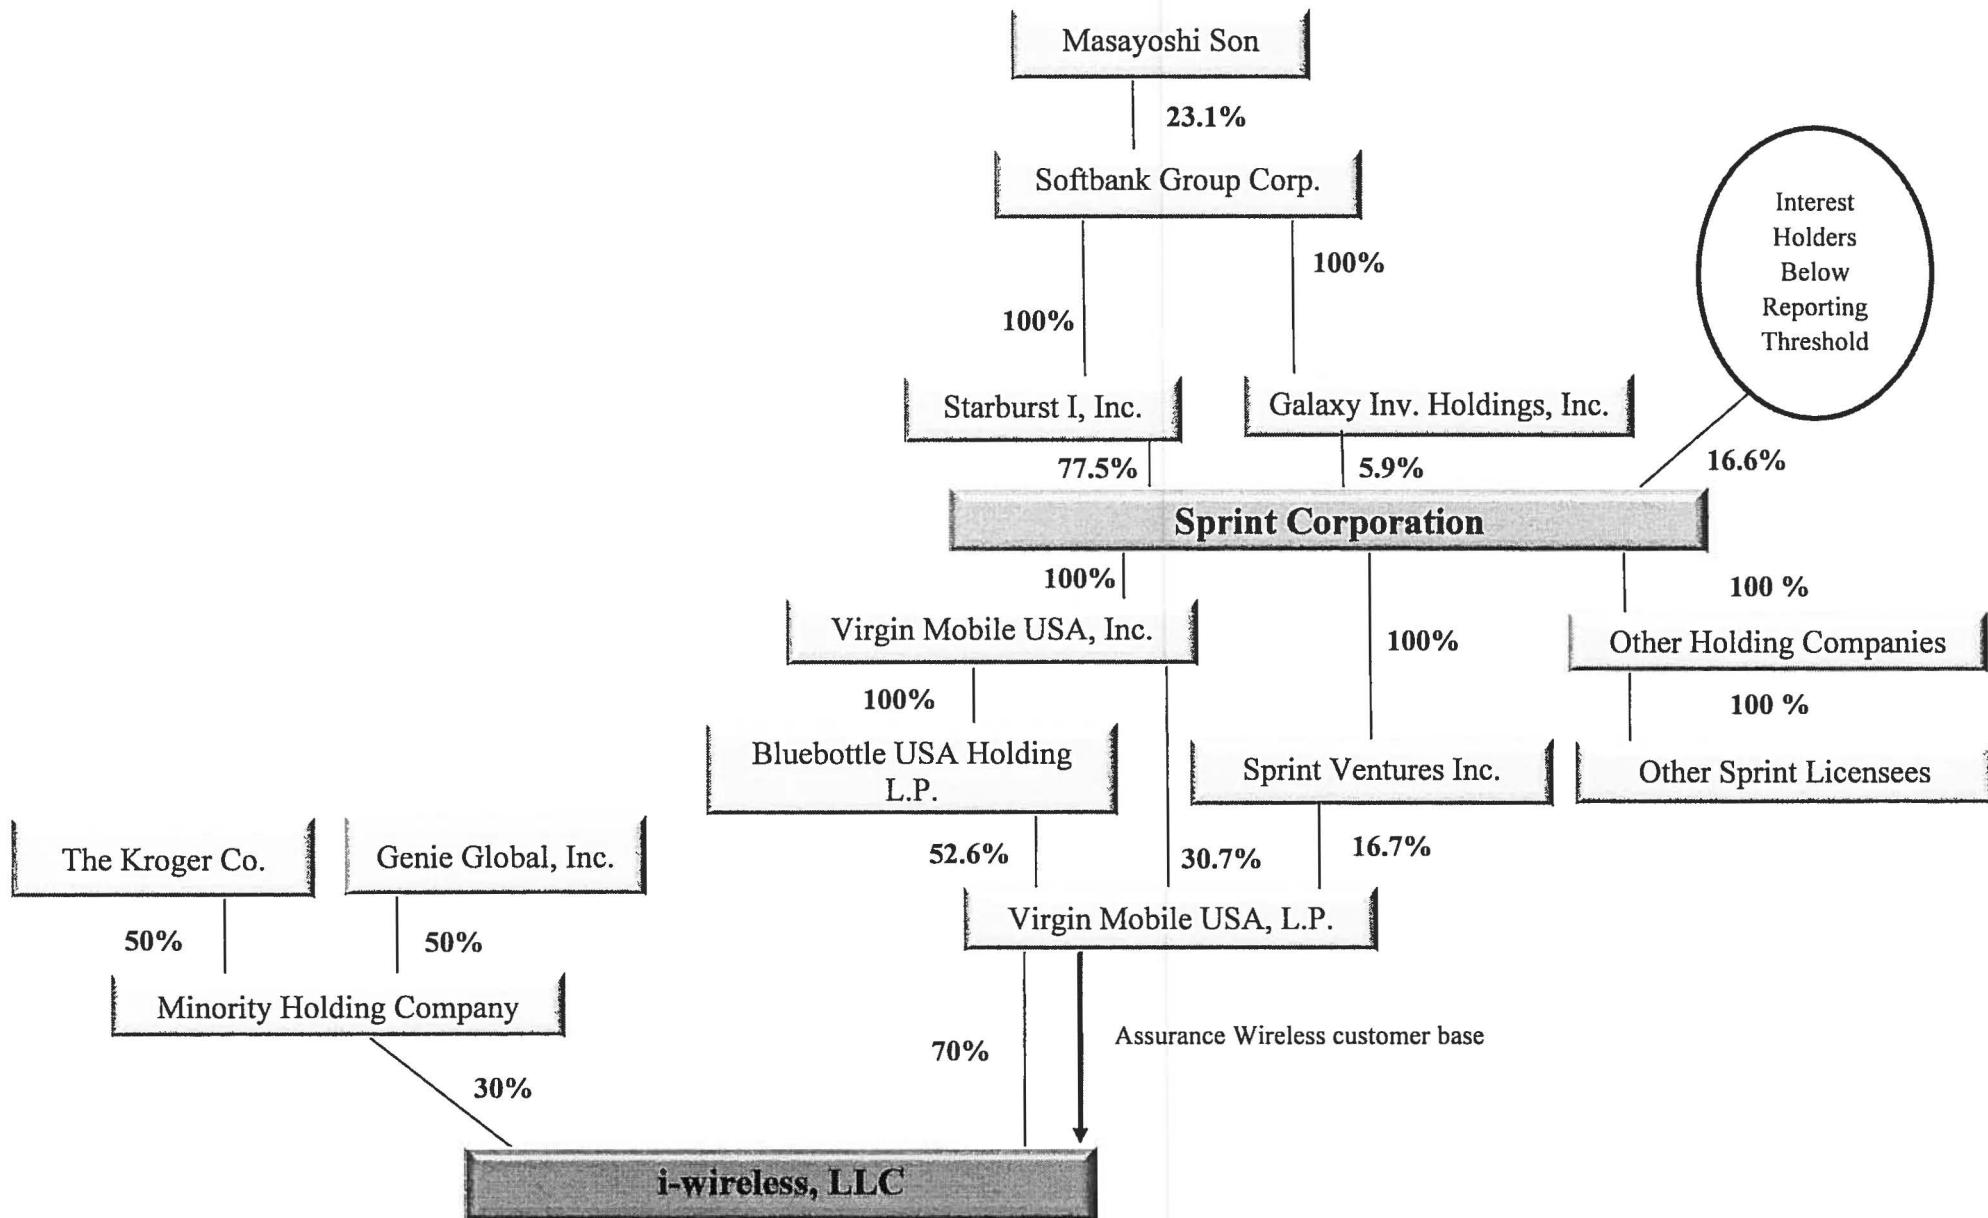 Masayoshi Son
23.1%
Softbank Group Corp.
Interest
Holders
Below
Reporting
Threshold
100%
100%
Starburst I, Inc.
Galaxy Inv. Holdings, Inc.
77.5%
5.9%
16.6%
Sprint Corporation
100%
100%
100 %
Virgin Mobile USA, Inc.
Other Holding Companies
100%
100 %
Bluebottle USA Holding
L.P.
Sprint Ventures Inc.
Other Sprint Licensees
The Kroger Co.
Genie Global, Inc.
52.6%
30.7%
16.7%
50%
50%
Virgin Mobile USA, L.P.
Minority Holding Company
30%
70%
Assurance Wireless customer base
i-wireless, LLC